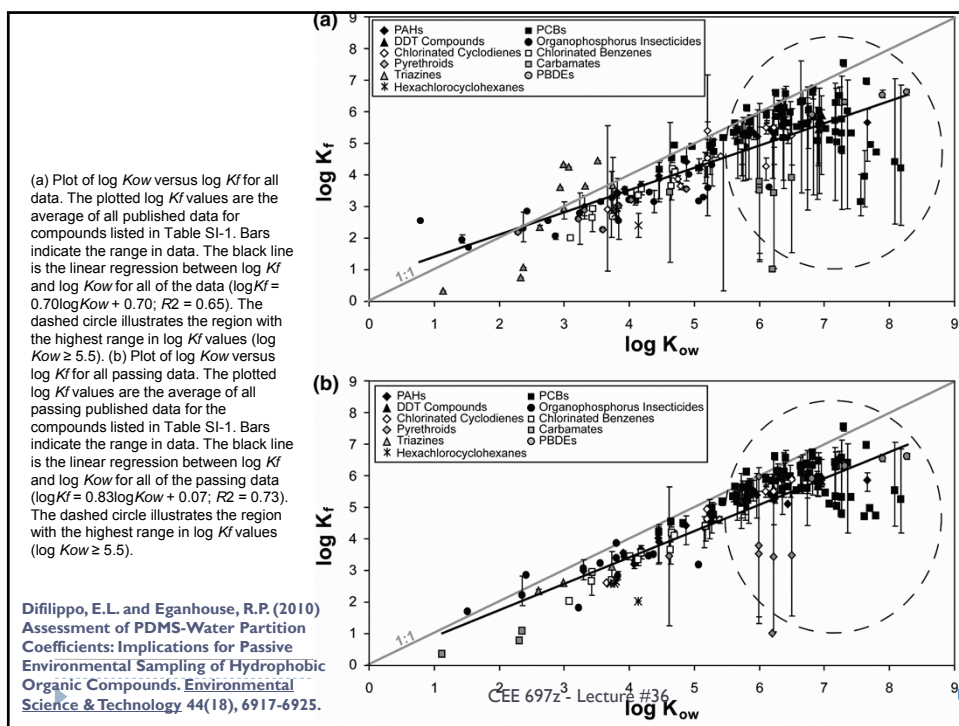 (a) Plot of log Kow versus log Kf for all
data. The plotted log Kf values are the
average of all published data for
compounds listed in Table SI-1. Bars
indicate the range in data. The black line
is the linear regression between log Kf
and log Kow for all of the data (logKf =
0.70logKow + 0.70; R2 = 0.65). The
dashed circle illustrates the region with
the highest range in log Kf values (log
Kow ≥ 5.5). (b) Plot of log Kow versus
log Kf for all passing data. The plotted
log Kf values are the average of all
passing published data for the
compounds listed in Table SI-1. Bars
indicate the range in data. The black line
is the linear regression between log Kf
and log Kow for all of the passing data
(logKf = 0.83logKow + 0.07; R2 = 0.73).
The dashed circle illustrates the region
with the highest range in log Kf values
(log Kow ≥ 5.5).
Difilippo, E.L. and Eganhouse, R.P. (2010)
Assessment of PDMS-Water Partition
Coefficients: Implications for Passive
Environmental Sampling of Hydrophobic
Organic Compounds. Environmental
Science & Technology 44(18), 6917-6925.
(a)
9
8
7
6
5
4
3
2
1
0
log Kf
PAHs
PCBs
DDT Compounds
Organophosphorus Insecticides
Chlorinated Cyclodienes
Chlorinated Benzenes
Pyrethroids
Carbamates
Triazines
PBDEs
Hexachlorocyclohexanes
1:1
0 1 2 3 4 5 6 7 8 9
log Kow
(b)
9
8
7
6
5
4
3
2
1
0
log Kf
PAHs
PCBs
DDT Compounds
Organophosphorus Insecticides
Chlorinated Cyclodienes
Chlorinated Benzenes
Pyrethroids
Carbamates
Triazines
PBDEs
Hexachlorocyclohexanes
1:1
0 1 2 3 4 5 6 7 8 9
log Kow
CEE 697z - Lecture #36